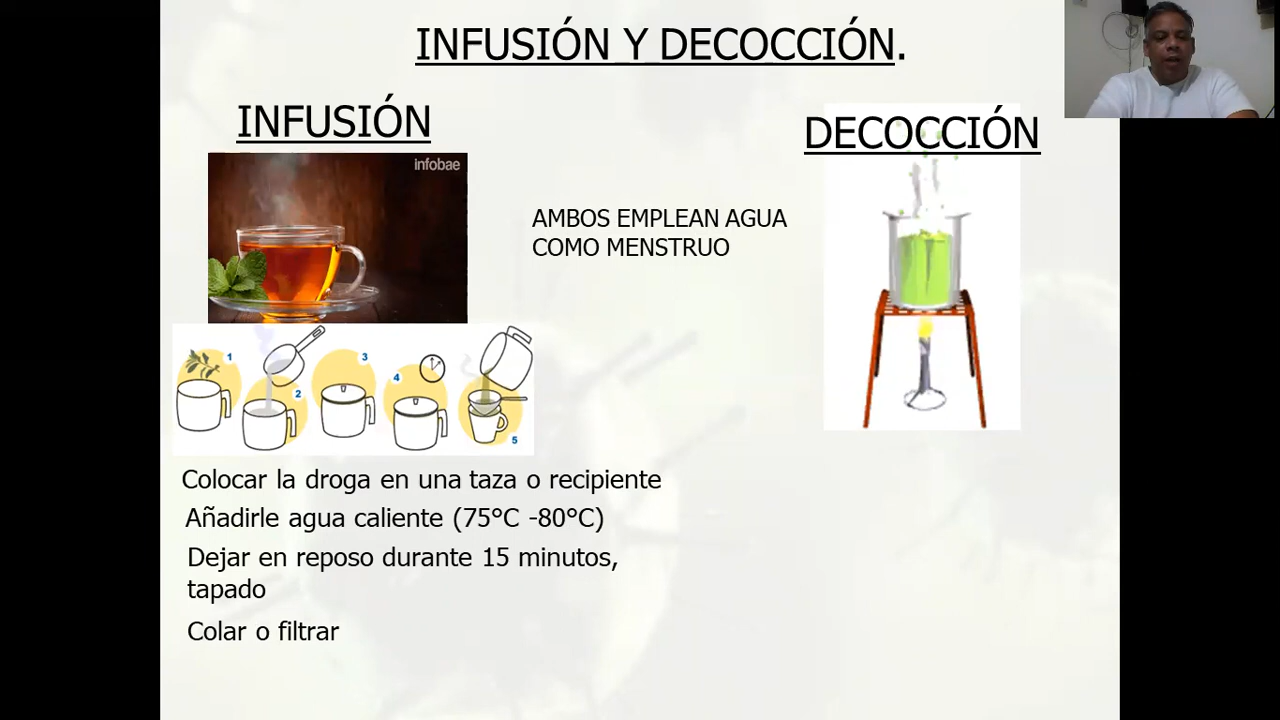 INFUSIÓN Y DECOCCIÓN.
INFUSIÓN
infobae
1
2
3
4
5
Colocar la droga en una taza o recipiente
Añadirle agua caliente (75°C -80°C)
Dejar en reposo durante 15 minutos,
tapado
Colar o filtrar
AMBOS EMPLEAN AGUA
COMO MENSTRUO
DECOCCIÓN